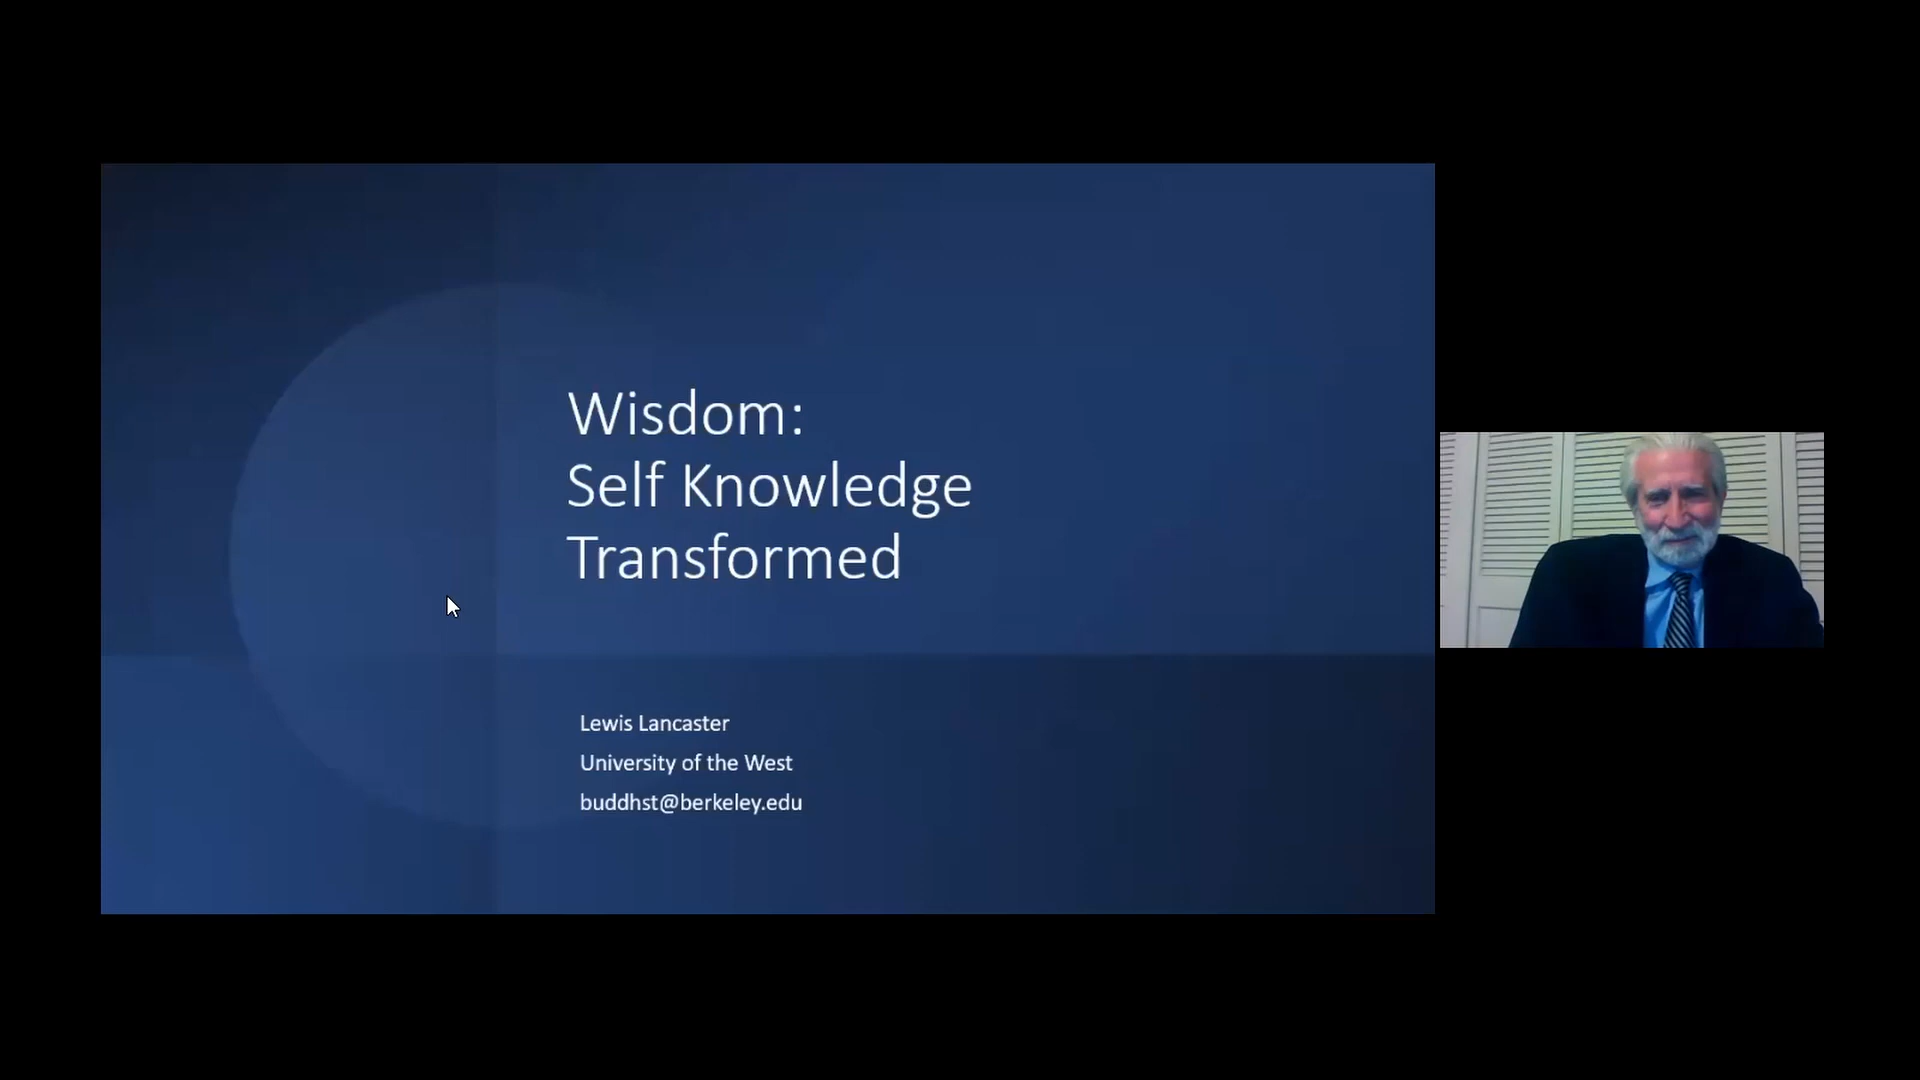 Wisdom:
Self Knowledge
Transformed
Lewis Lancaster
University of the West
buddhst@berkeley.edu